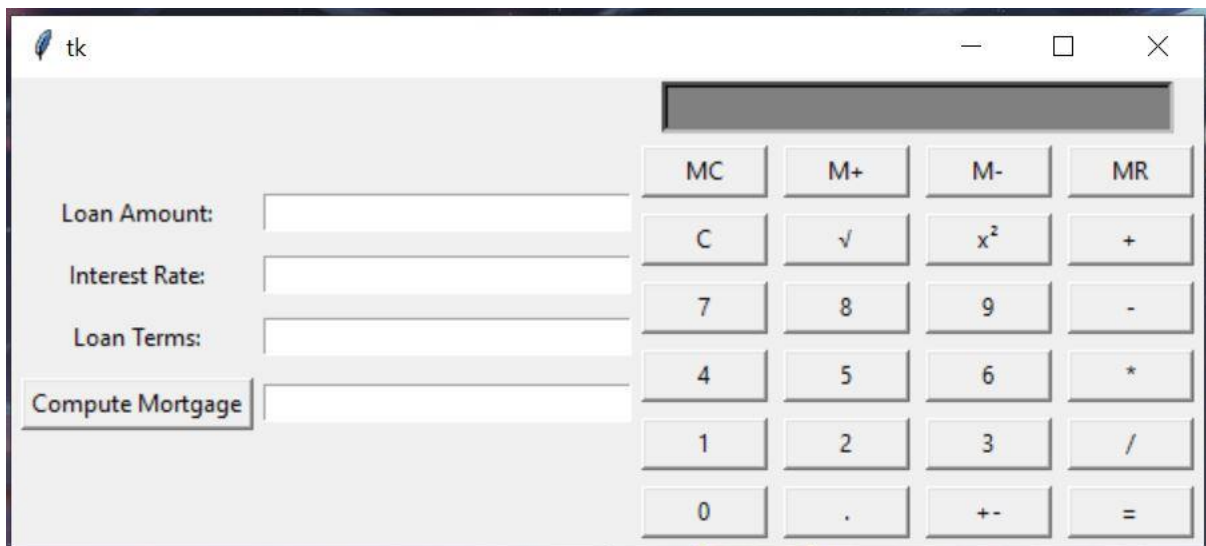 tk
Loan Amount:
Interest Rate:
Loan Terms:
Compute Mortgage
MC M+ M- MR
C √ x² +
7 8 9 -
4 5 6 *
1 2 3 /
0 . +- =